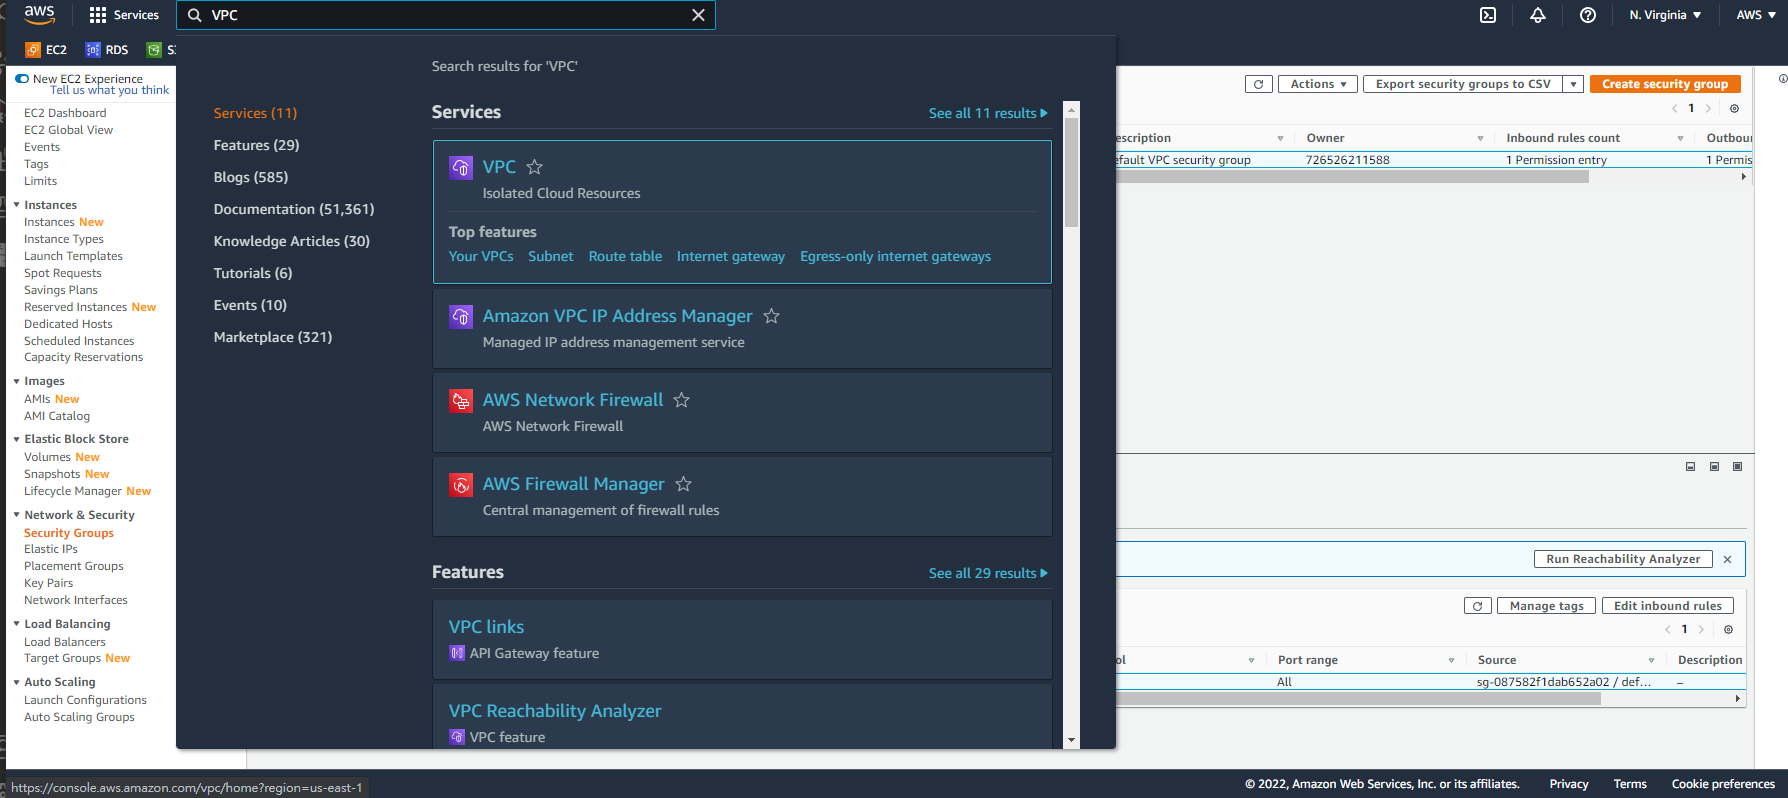 aws
Services
VPC
N. Virginia
AWS
EC2
RDS
New EC2 Experience
Tell us what you think
EC2 Dashboard
EC2 Global View
Events
Tags
Limits
Instances
Instances New
Instance Types
Launch Templates
Spot Requests
Savings Plans
Reserved Instances New
Dedicated Hosts
Scheduled Instances
Capacity Reservations
Images
AMIs New
AMI Catalog
Elastic Block Store
Volumes New
Snapshots New
Lifecycle Manager New
Network & Security
Security Groups
Elastic IPs
Placement Groups
Key Pairs
Network Interfaces
Load Balancing
Load Balancers
Target Groups New
Auto Scaling
Launch Configurations
Auto Scaling Groups
Search results for 'VPC'
Services (11)
Features (29)
Blogs (585)
Documentation (51,361)
Knowledge Articles (30)
Tutorials (6)
Events (10)
Marketplace (321)
Services
See all 11 results
VPC
Isolated Cloud Resources
Top features
Your VPCs Subnet Route table Internet gateway Egress-only internet gateways
Amazon VPC IP Address Manager
Managed IP address management service
AWS Network Firewall
AWS Network Firewall
AWS Firewall Manager
Central management of firewall rules
Features
See all 29 results
VPC links
API Gateway feature
VPC Reachability Analyzer
VPC feature
Actions
Export security groups to CSV
Create security group
1
escription Owner Inbound rules count Outbou
efault VPC security group 726526211588 1 Permission entry 1 Permis
Run Reachability Analyzer
Manage tags
Edit inbound rules
1
ol Port range Source Description
All sg-087582f1dab652a02 / def... –
https://console.aws.amazon.com/vpc/home?region=us-east-1
© 2022, Amazon Web Services, Inc. or its affiliates.
Privacy
Terms
Cookie preferences